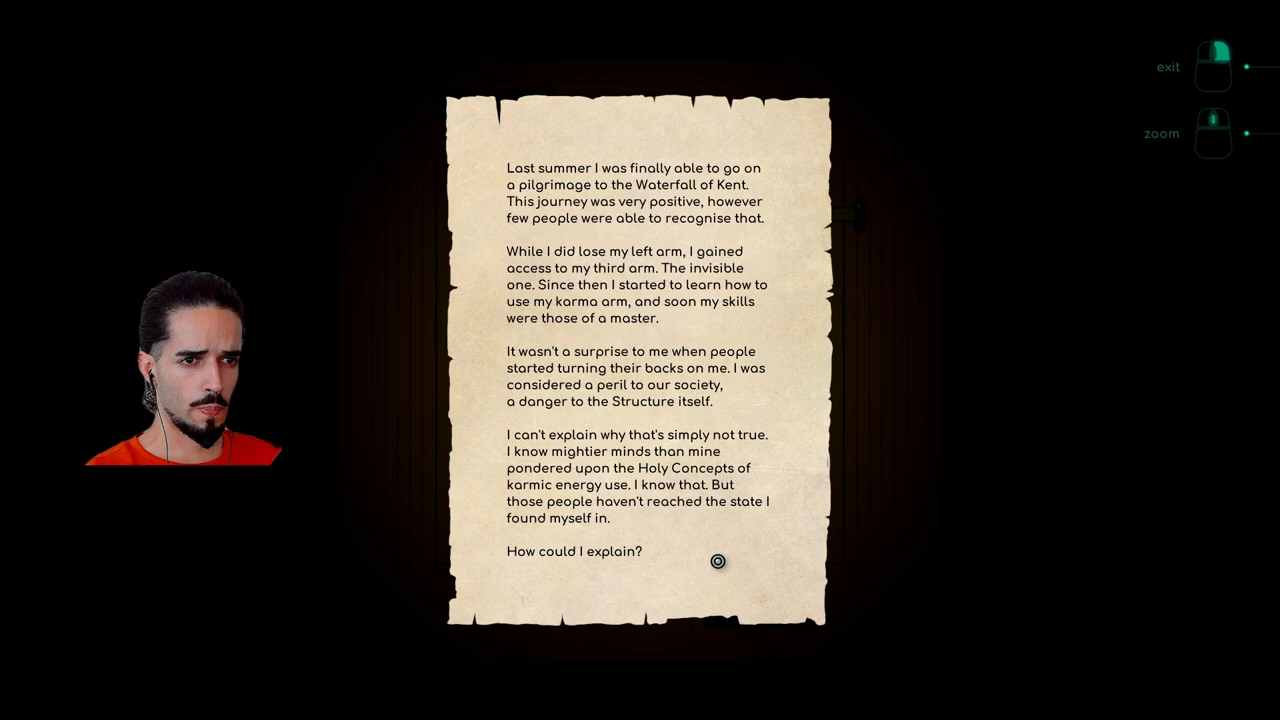 exit
zoom
Last summer I was finally able to go on
a pilgrimage to the Waterfall of Kent.
This journey was very positive, however
few people were able to recognise that.
While I did lose my left arm, I gained
access to my third arm. The invisible
one. Since then I started to learn how to
use my karma arm, and soon my skills
were those of a master.
It wasn't a surprise to me when people
started turning their backs on me. I was
considered a peril to our society,
a danger to the Structure itself.
I can't explain why that's simply not true.
I know mightier minds than mine
pondered upon the Holy Concepts of
karmic energy use. I know that. But
those people haven't reached the state I
found myself in.
How could I explain?